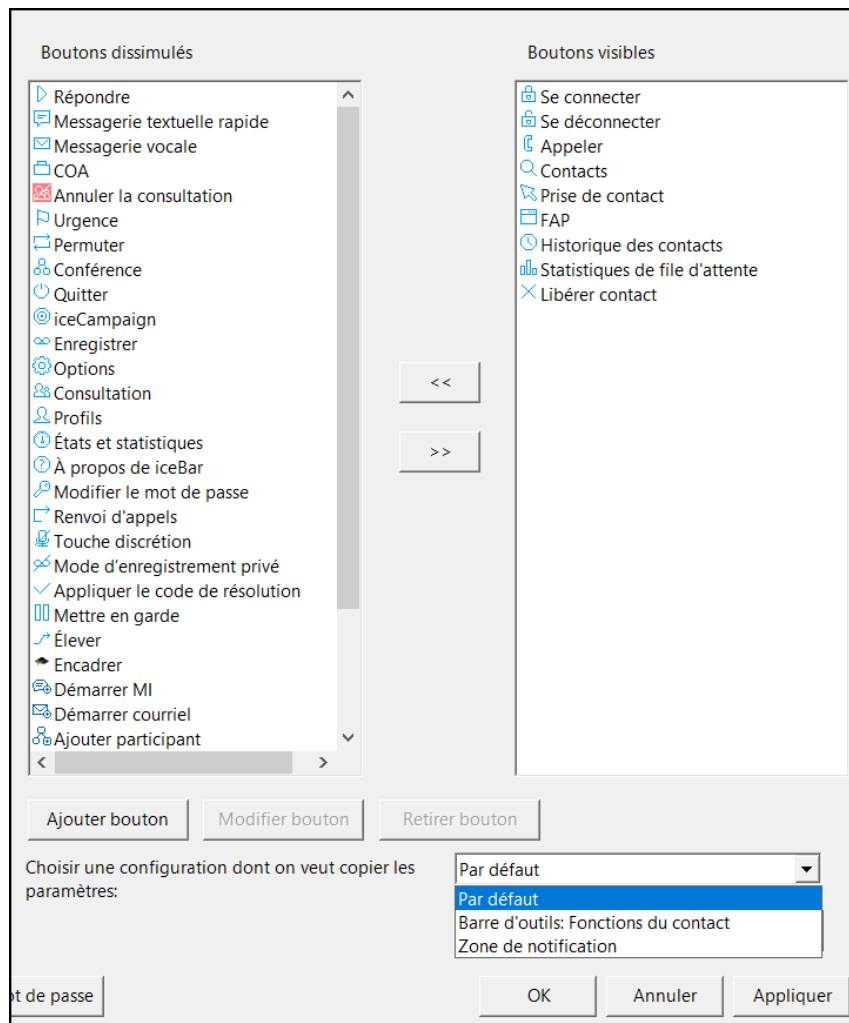 Boutons dissimulés
Répondre
Messagerie textuelle rapide
Messagerie vocale
COA
Annuler la consultation
Urgence
Permuter
Conférence
Quitter
iceCampaign
Enregistrer
Options
Consultation
Profils
États et statistiques
À propos de iceBar
Modifier le mot de passe
Renvoi d'appels
Touche discrétion
Mode d’enregistrement privé
Appliquer le code de résolution
Mettre en garde
Élever
Encadrer
Démarrer MI
Démarrer courriel
Ajouter participant
<<
>>
Boutons visibles
Se connecter
Se déconnecter
Appeler
Contacts
Prise de contact
FAP
Historique des contacts
Statistiques de file d'attente
Libérer contact
Ajouter bouton
Modifier bouton
Retirer bouton
Choisir une configuration dont on veut copier les
paramètres:
Par défaut
Par défaut
Barre d'outils: Fonctions du contact
Zone de notification
ot de passe
OK
Annuler
Appliquer